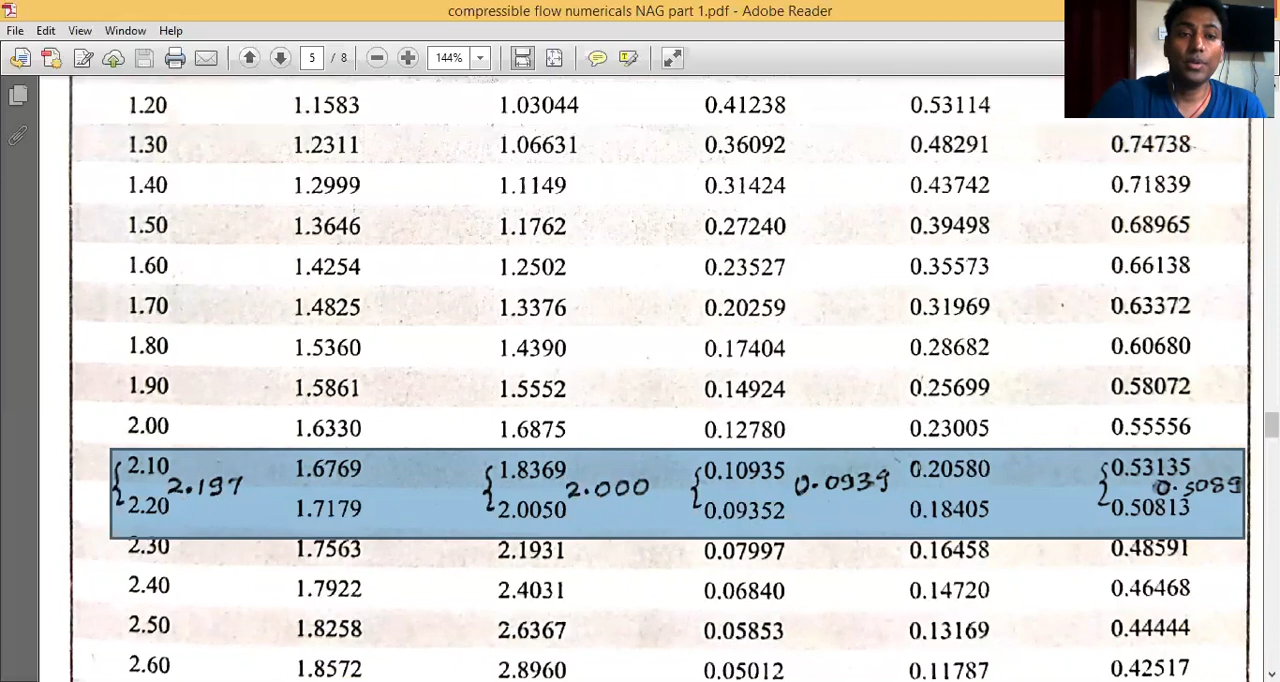 compressible flow numericals NAG part 1.pdf - Adobe Reader
File Edit View Window Help
5 / 8 144%
1.20 1.1583 1.03044 0.41238 0.53114
1.30 1.2311 1.06631 0.36092 0.48291 0.74738
1.40 1.2999 1.1149 0.31424 0.43742 0.71839
1.50 1.3646 1.1762 0.27240 0.39498 0.68965
1.60 1.4254 1.2502 0.23527 0.35573 0.66138
1.70 1.4825 1.3376 0.20259 0.31969 0.63372
1.80 1.5360 1.4390 0.17404 0.28682 0.60680
1.90 1.5861 1.5552 0.14924 0.25699 0.58072
2.00 1.6330 1.6875 0.12780 0.23005 0.55556
2.10 1.6769 1.8369 0.10935 0.20580 0.53135
2.197 2.000 0.0939 0.5089
2.20 1.7179 2.0050 0.09352 0.18405 0.50813
2.30 1.7563 2.1931 0.07997 0.16458 0.48591
2.40 1.7922 2.4031 0.06840 0.14720 0.46468
2.50 1.8258 2.6367 0.05853 0.13169 0.44444
2.60 1.8572 2.8960 0.05012 0.11787 0.42517